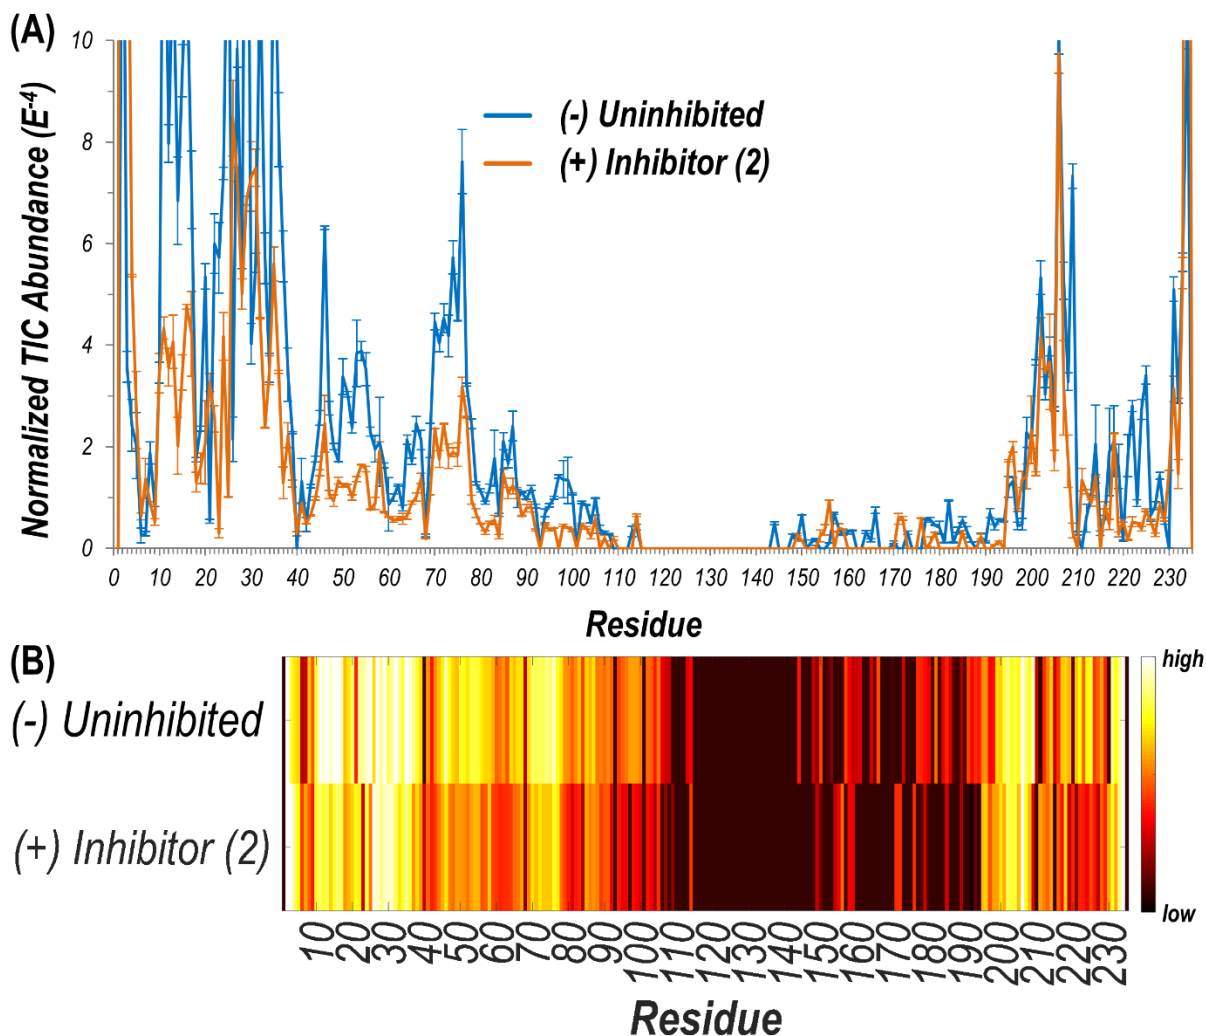 (A)
Normalized TIC Abundance (E⁻⁴)
10
8
6
4
2
0
(-) Uninhibited
(+) Inhibitor (2)
0 10 20 30 40 50 60 70 80 90 100 110 120 130 140 150 160 170 180 190 200 210 220 230
Residue
(B)
(-) Uninhibited
(+) Inhibitor (2)
high
low
10 20 30 40 50 60 70 80 90 100 110 120 130 140 150 160 170 180 190 200 210 220 230
Residue